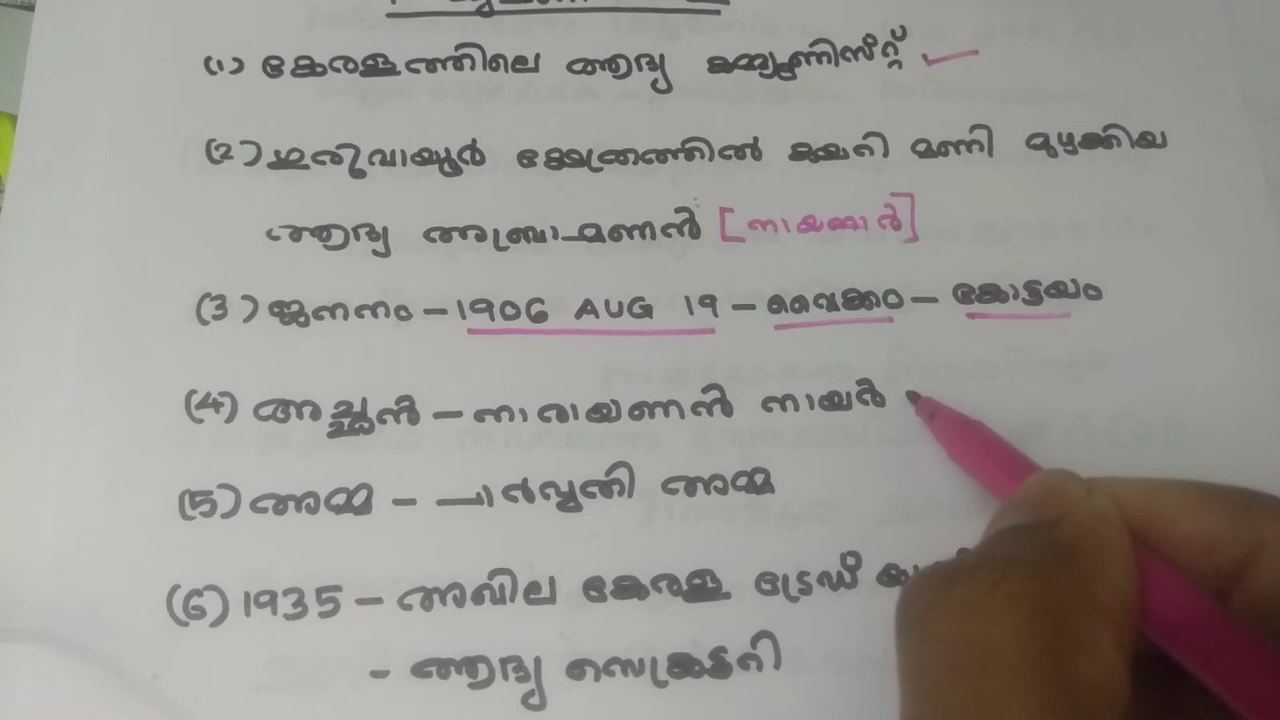 (1) കേരളത്തിലെ ആദ്യ കമ്മ്യൂണിസ്റ്റ്
(2) ഗുരുവായൂർ ക്ഷേത്രത്തിൽ കയറി മണി മുഴക്കിയ
ആദ്യ അബ്രാഹ്മണൻ [നായന്മാർ]
(3) ജനനം - 1906 AUG 19 - വൈക്കം - കോട്ടയം
(4) അച്ഛൻ - നാരായണൻ നായർ
(5) അമ്മ - പാർവ്വതി അമ്മ
(6) 1935 - അഖില കേരള ട്രേഡ്
- ആദ്യ സെക്രട്ടറി